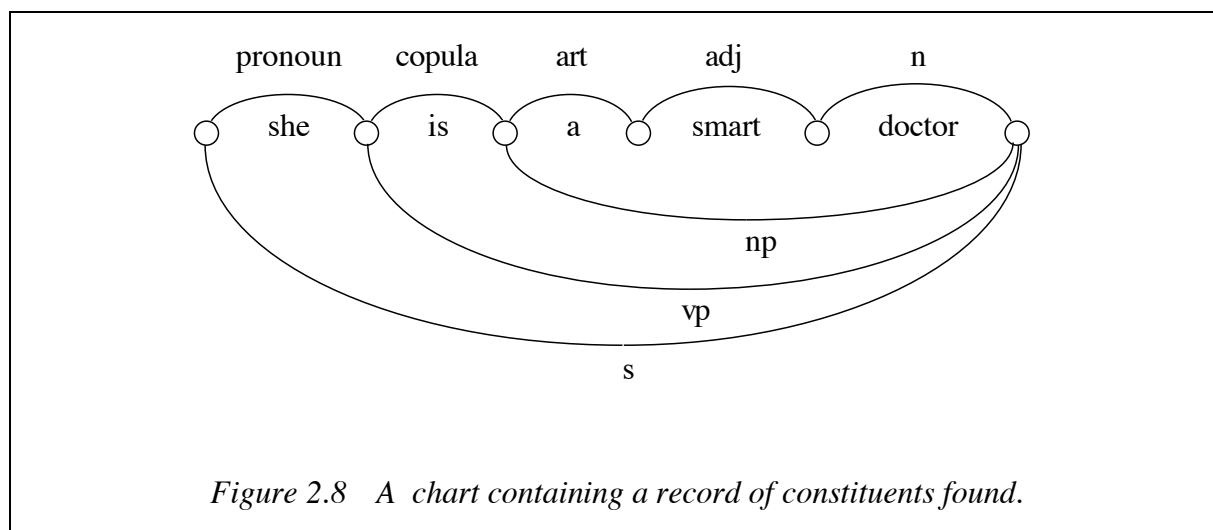 pronoun copula art adj n
she is a smart doctor
np
vp
s
Figure 2.8 A chart containing a record of constituents found.